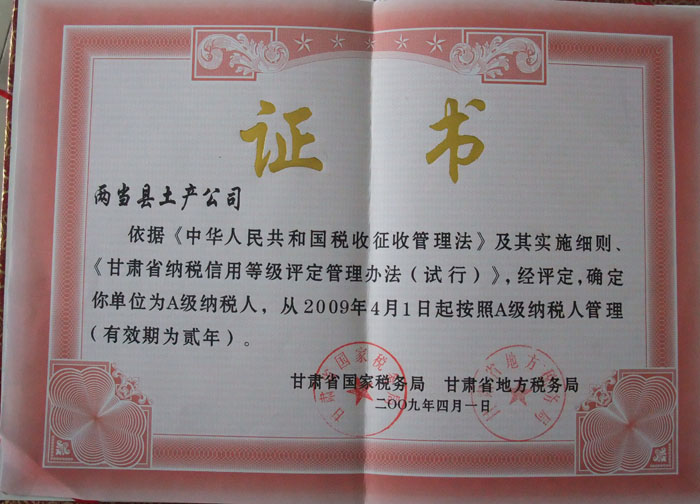 证书
两当县土产公司
依据《中华人民共和国税收征收管理法》及其实施细则、
《甘肃省纳税信用等级评定管理办法（试行）》，经评定，确定
你单位为A级纳税人，从2009年4月1日起按照A级纳税人管理
（有效期为贰年）。
甘肃省国家税务局 甘肃省地方税务局
二OO九年四月一日